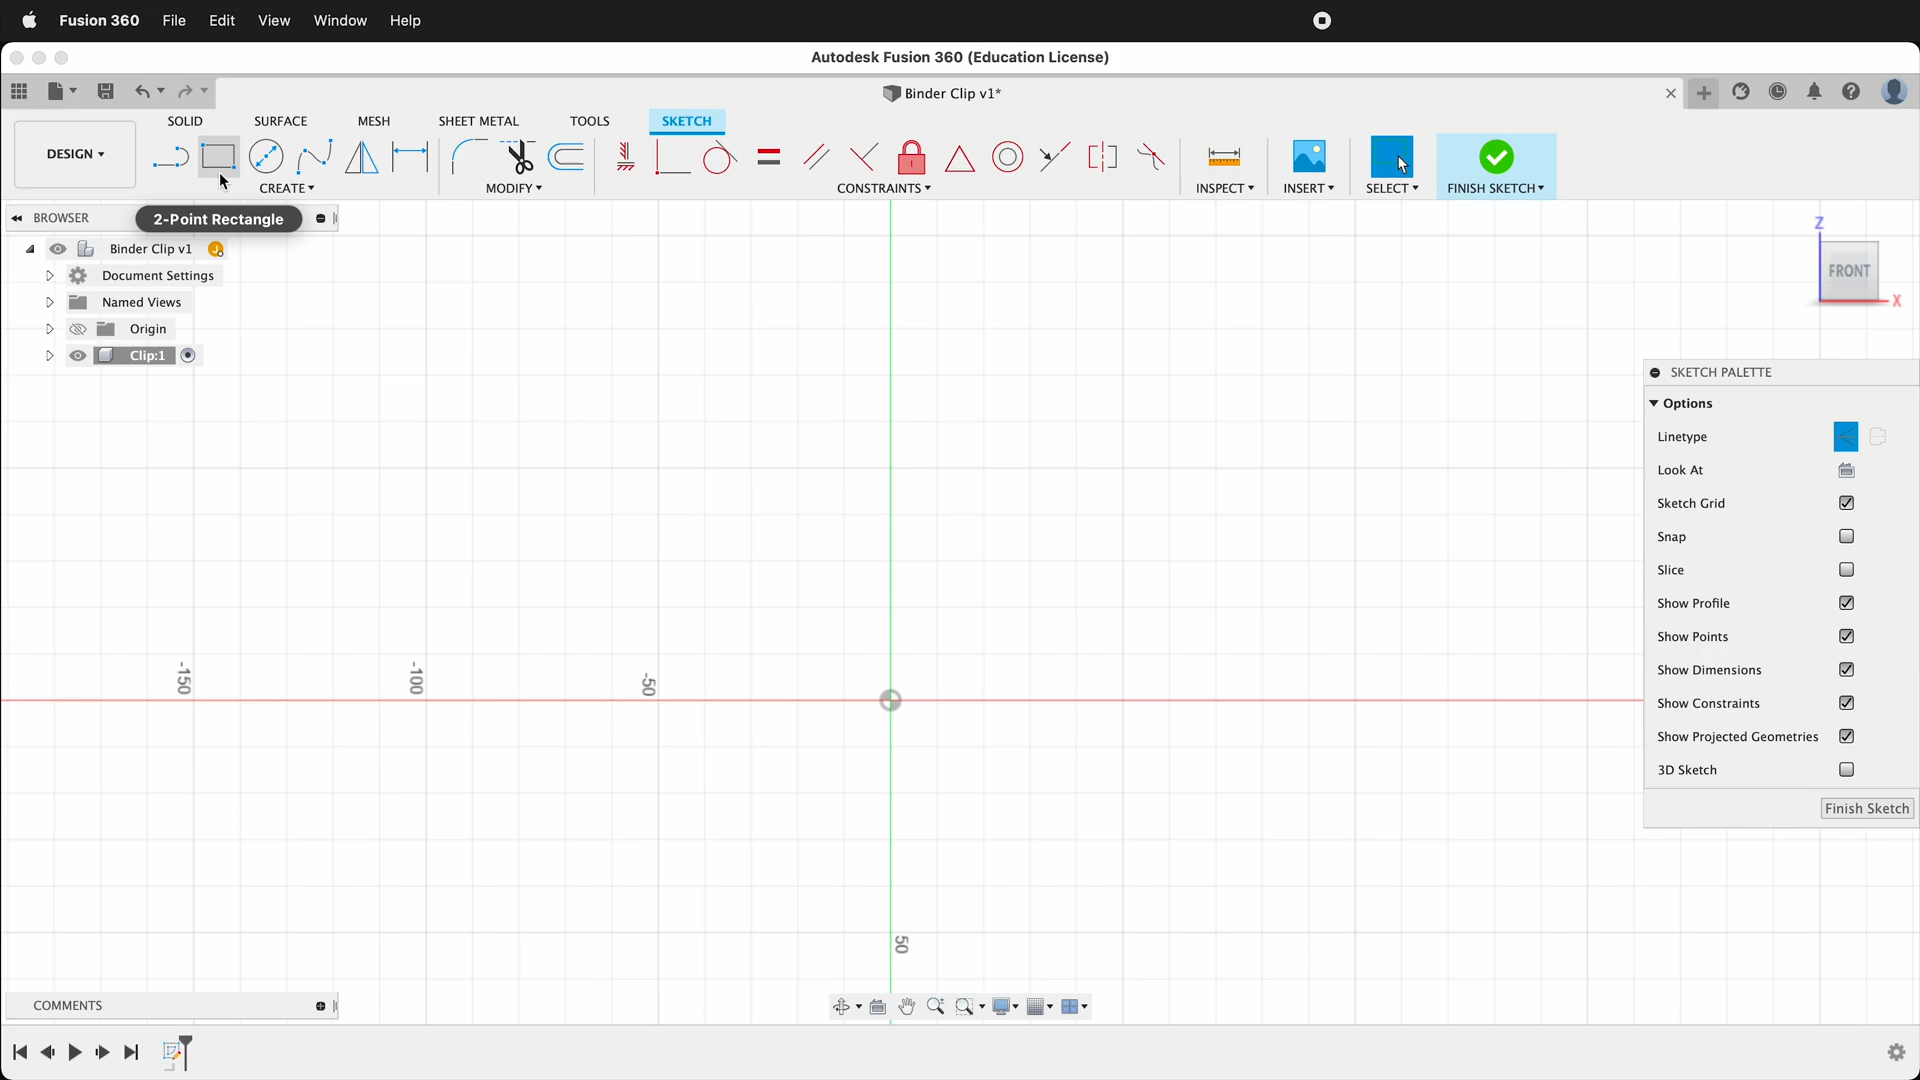 Fusion 360 File Edit View Window Help
Autodesk Fusion 360 (Education License)
Binder Clip v1*
SOLID SURFACE MESH SHEET METAL TOOLS SKETCH
DESIGN
CREATE MODIFY CONSTRAINTS INSPECT INSERT SELECT FINISH SKETCH
BROWSER
2-Point Rectangle
Binder Clip v1
Document Settings
Named Views
Origin
Clip:1
Z
FRONT
X
SKETCH PALETTE
Options
Linetype
Look At
Sketch Grid
Snap
Slice
Show Profile
Show Points
Show Dimensions
Show Constraints
Show Projected Geometries
3D Sketch
Finish Sketch
-150
-100
-50
50
COMMENTS